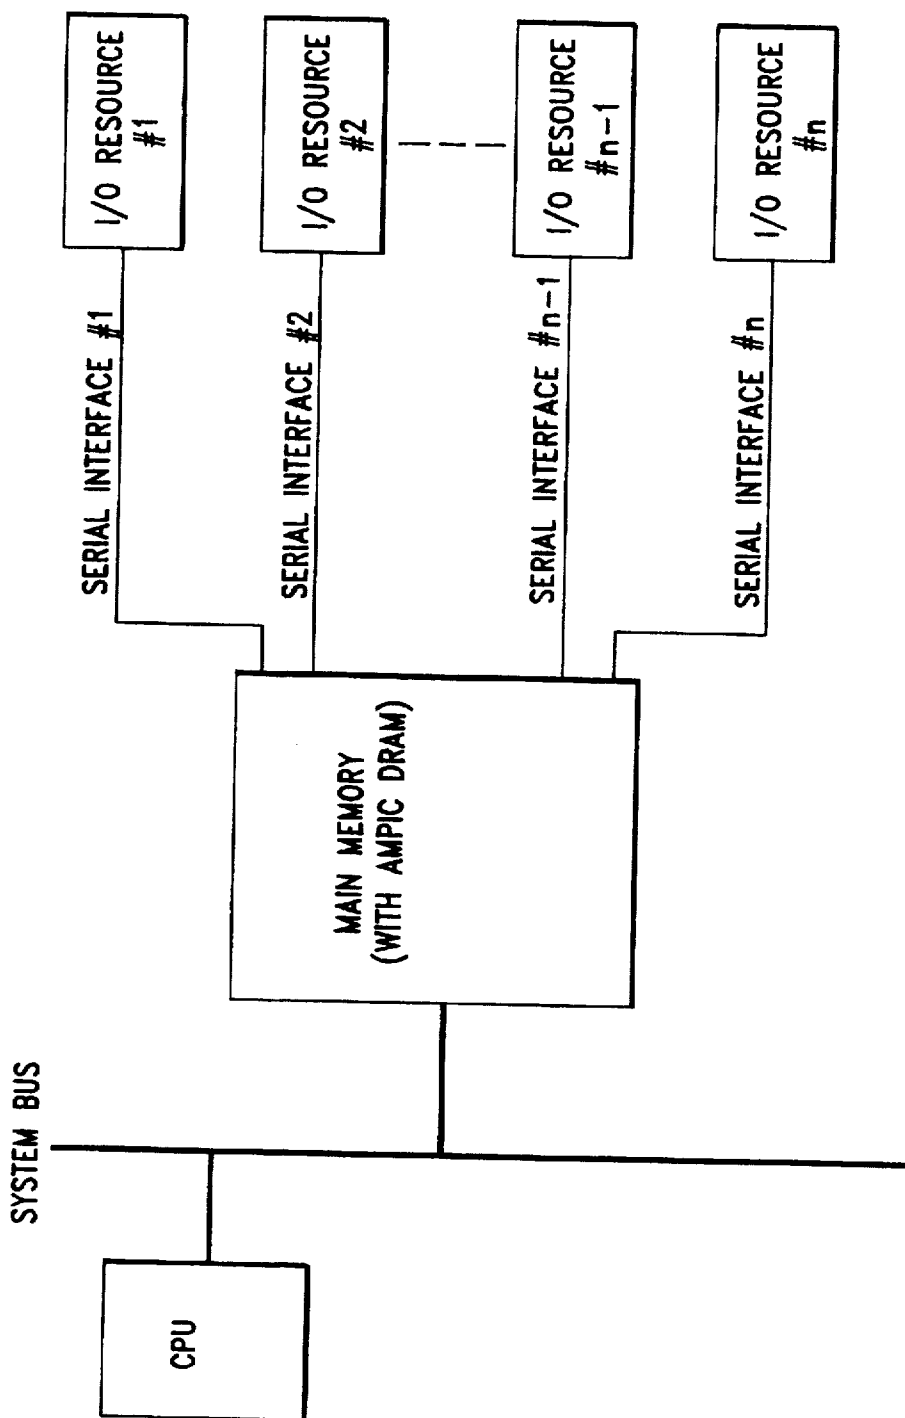 SYSTEM BUS
CPU
MAIN MEMORY
(WITH AMPIC DRAM)
SERIAL INTERFACE #1
I/O RESOURCE
#1
SERIAL INTERFACE #2
I/O RESOURCE
#2
SERIAL INTERFACE #n-1
I/O RESOURCE
#n-1
SERIAL INTERFACE #n
I/O RESOURCE
#n